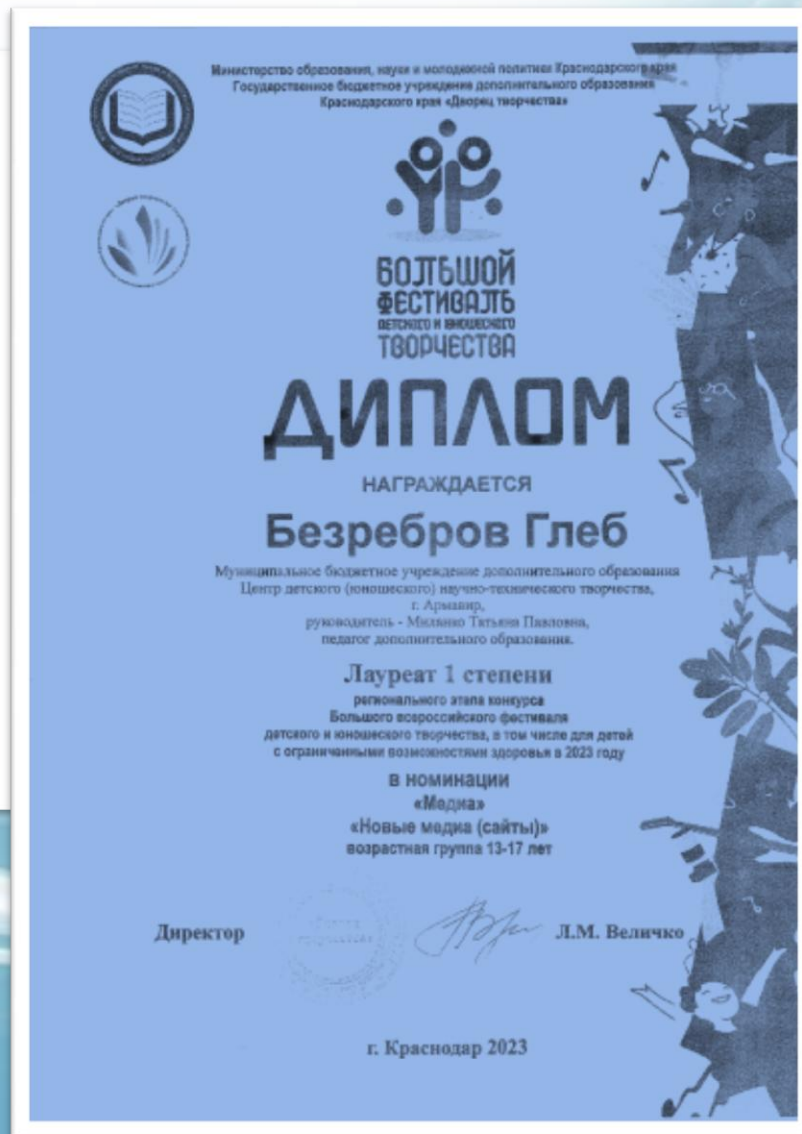 Министерство образования, науки и молодежной политики Краснодарского края
Государственное бюджетное учреждение дополнительного образования
Краснодарского края «Дворец творчества»
БОЛЬШОЙ
ФЕСТИВАЛЬ
ДЕТСКОГО И ЮНОШЕСКОГО
ТВОРЧЕСТВА
ДИПЛОМ
НАГРАЖДАЕТСЯ
Безребров Глеб
Муниципальное бюджетное учреждение дополнительного образования
Центр детского (юношеского) научно-технического творчества,
г. Армавир,
руководитель - Миланко Татьяна Павловна,
педагог дополнительного образования.
Лауреат 1 степени
регионального этапа конкурса
Большого всероссийского фестиваля
детского и юношеского творчества, в том числе для детей
с ограниченными возможностями здоровья в 2023 году
в номинации
«Медиа»
«Новые медиа (сайты)»
возрастная группа 13-17 лет
Директор
Л.М. Величко
г. Краснодар 2023